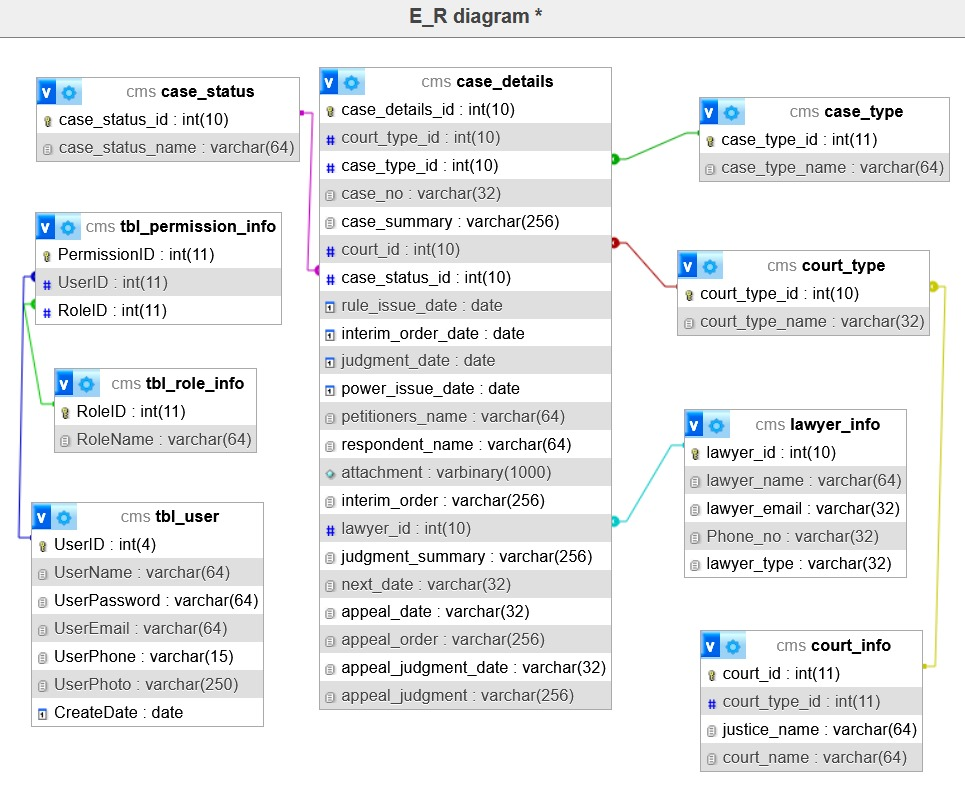 E_R diagram *
v cms case_status
case_status_id : int(10)
case_status_name : varchar(64)
v cms tbl_permission_info
PermissionID : int(11)
# UserID : int(11)
# RoleID : int(11)
v cms tbl_role_info
RoleID : int(11)
RoleName : varchar(64)
v cms tbl_user
UserID : int(4)
UserName : varchar(64)
UserPassword : varchar(64)
UserEmail : varchar(64)
UserPhone : varchar(15)
UserPhoto : varchar(250)
CreateDate : date
v cms case_details
case_details_id : int(10)
# court_type_id : int(10)
# case_type_id : int(10)
case_no : varchar(32)
case_summary : varchar(256)
# court_id : int(10)
# case_status_id : int(10)
rule_issue_date : date
interim_order_date : date
judgment_date : date
power_issue_date : date
petitioners_name : varchar(64)
respondent_name : varchar(64)
attachment : varbinary(1000)
interim_order : varchar(256)
# lawyer_id : int(10)
judgment_summary : varchar(256)
next_date : varchar(32)
appeal_date : varchar(32)
appeal_order : varchar(256)
appeal_judgment_date : varchar(32)
appeal_judgment : varchar(256)
v cms case_type
case_type_id : int(11)
case_type_name : varchar(64)
v cms court_type
court_type_id : int(10)
court_type_name : varchar(32)
v cms lawyer_info
lawyer_id : int(10)
lawyer_name : varchar(64)
lawyer_email : varchar(32)
Phone_no : varchar(32)
lawyer_type : varchar(32)
v cms court_info
court_id : int(11)
# court_type_id : int(11)
justice_name : varchar(64)
court_name : varchar(64)